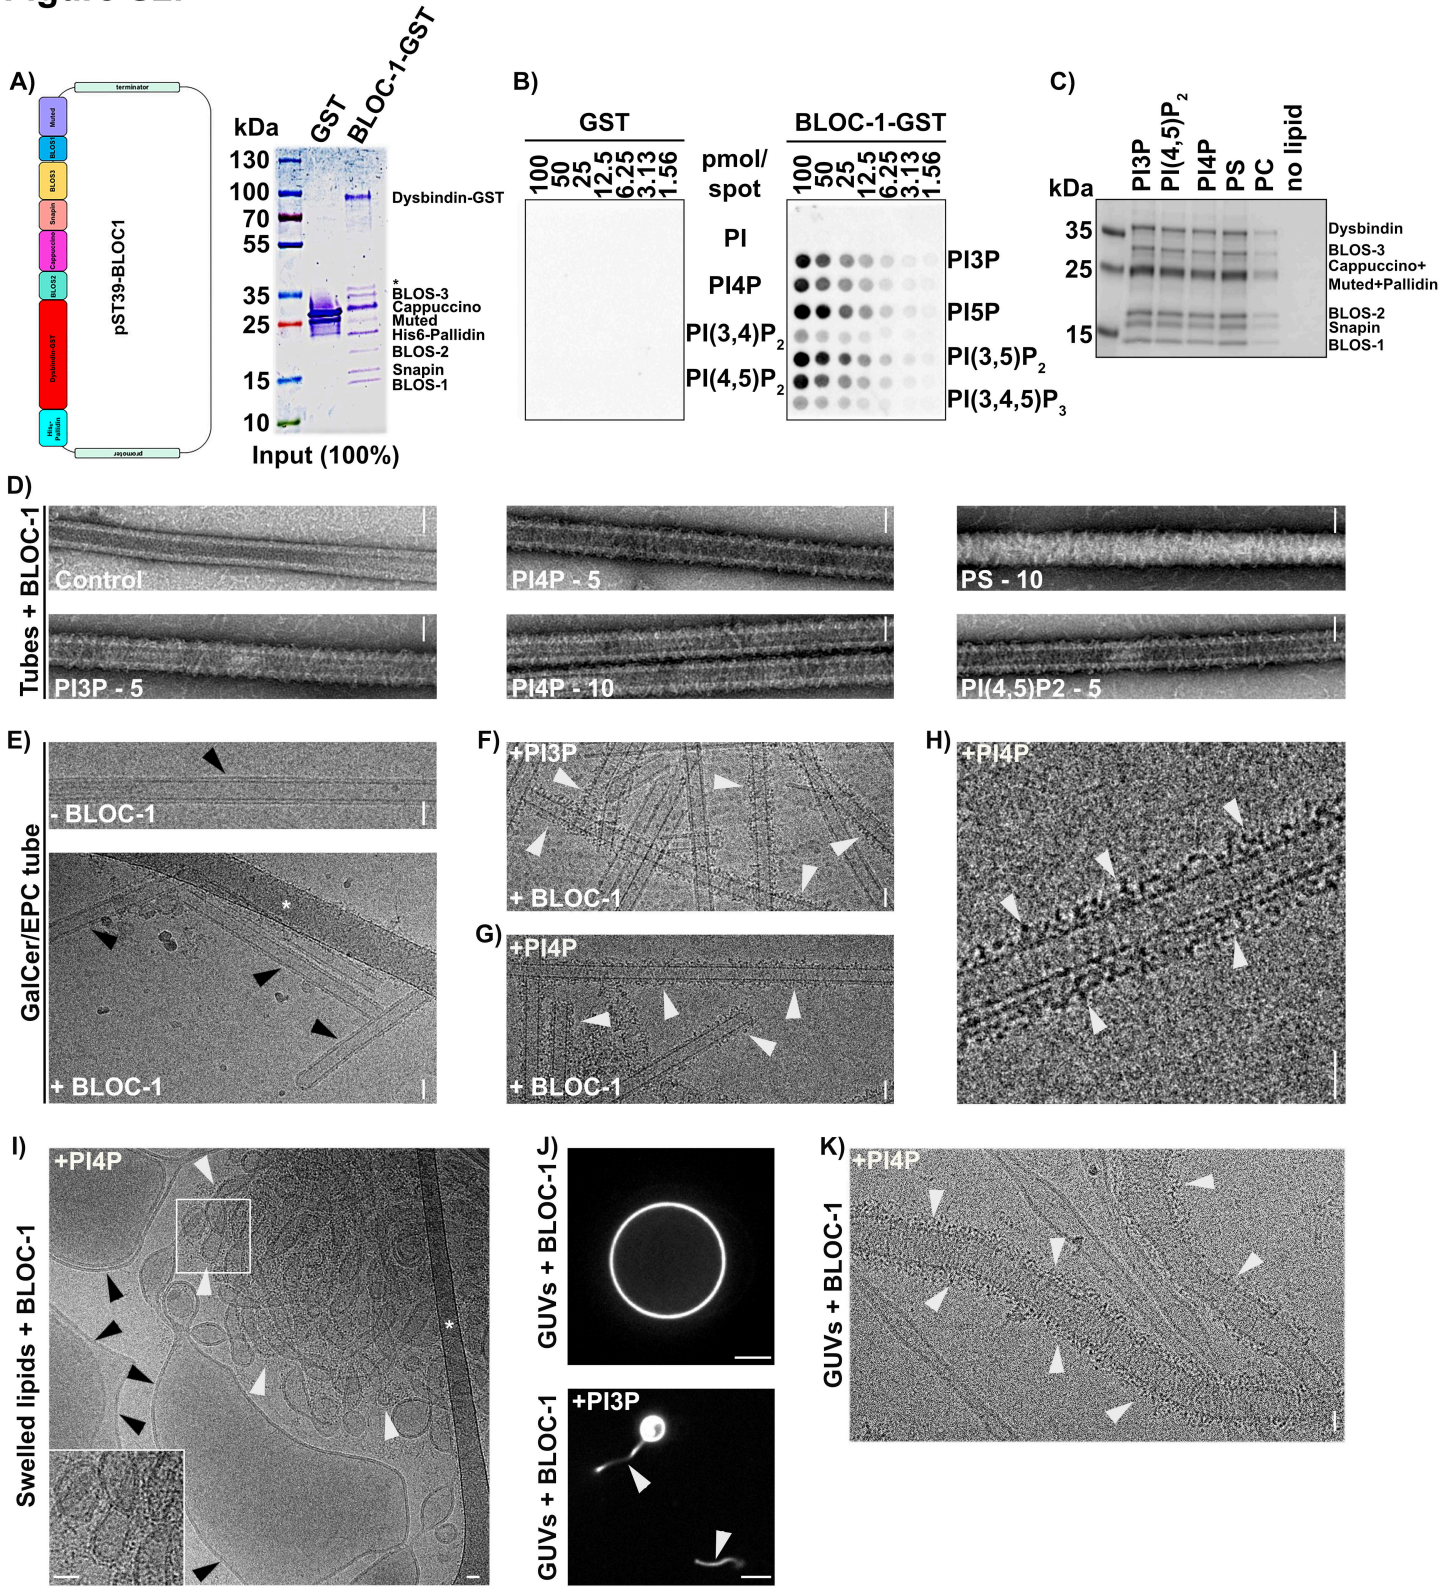 A)
terminator
Muted
BLOS1
BLOS3
Snapin
Cappuccino
BLOS2
Dysbindin-GST
His6-
Pallidin
promoter
pST39-BLOC1
kDa
GST
BLOC-1-GST
130
100
70
55
35
25
15
10
Dysbindin-GST
*
BLOS-3
Cappuccino
Muted
His6-Pallidin
BLOS-2
Snapin
BLOS-1
Input (100%)
B)
GST
BLOC-1-GST
100
50
25
12.5
6.25
3.13
1.56
pmol/
spot
100
50
25
12.5
6.25
3.13
1.56
PI
PI3P
PI4P
PI5P
PI(3,4)P2
PI(3,5)P2
PI(4,5)P2
PI(3,4,5)P3
C)
kDa
PI3P
PI(4,5)P2
PI4P
PS
PC
no lipid
35
25
15
Dysbindin
BLOS-3
Cappuccino+
Muted+Pallidin
BLOS-2
Snapin
BLOS-1
D)
Tubes + BLOC-1
Control
PI4P - 5
PS - 10
PI3P - 5
PI4P - 10
PI(4,5)P2 - 5
E)
GalCer/EPC tube
- BLOC-1
*
+ BLOC-1
F)
+PI3P
+ BLOC-1
G)
+PI4P
+ BLOC-1
H)
+PI4P
I)
Swelled lipids + BLOC-1
+PI4P
*
J)
GUVs + BLOC-1
GUVs + BLOC-1
+PI3P
K)
GUVs + BLOC-1
+PI4P